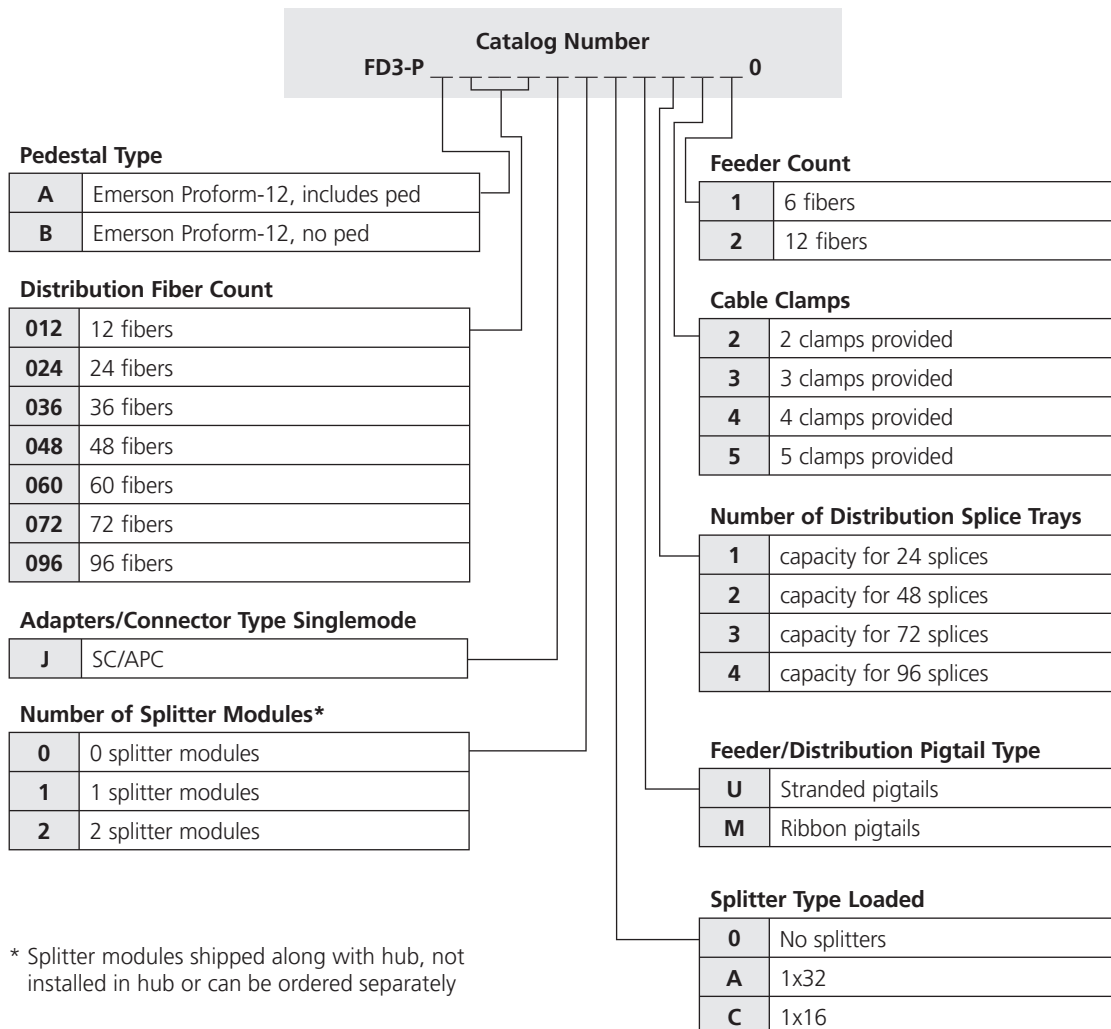 Catalog Number
FD3-P _ _ _ _ _ _ _ _ _ _ _ 0
Pedestal Type
A Emerson Proform-12, includes ped
B Emerson Proform-12, no ped
Distribution Fiber Count
012 12 fibers
024 24 fibers
036 36 fibers
048 48 fibers
060 60 fibers
072 72 fibers
096 96 fibers
Adapters/Connector Type Singlemode
J SC/APC
Number of Splitter Modules*
0 0 splitter modules
1 1 splitter modules
2 2 splitter modules
* Splitter modules shipped along with hub, not
installed in hub or can be ordered separately
Feeder Count
1 6 fibers
2 12 fibers
Cable Clamps
2 2 clamps provided
3 3 clamps provided
4 4 clamps provided
5 5 clamps provided
Number of Distribution Splice Trays
1 capacity for 24 splices
2 capacity for 48 splices
3 capacity for 72 splices
4 capacity for 96 splices
Feeder/Distribution Pigtail Type
U Stranded pigtails
M Ribbon pigtails
Splitter Type Loaded
0 No splitters
A 1x32
C 1x16